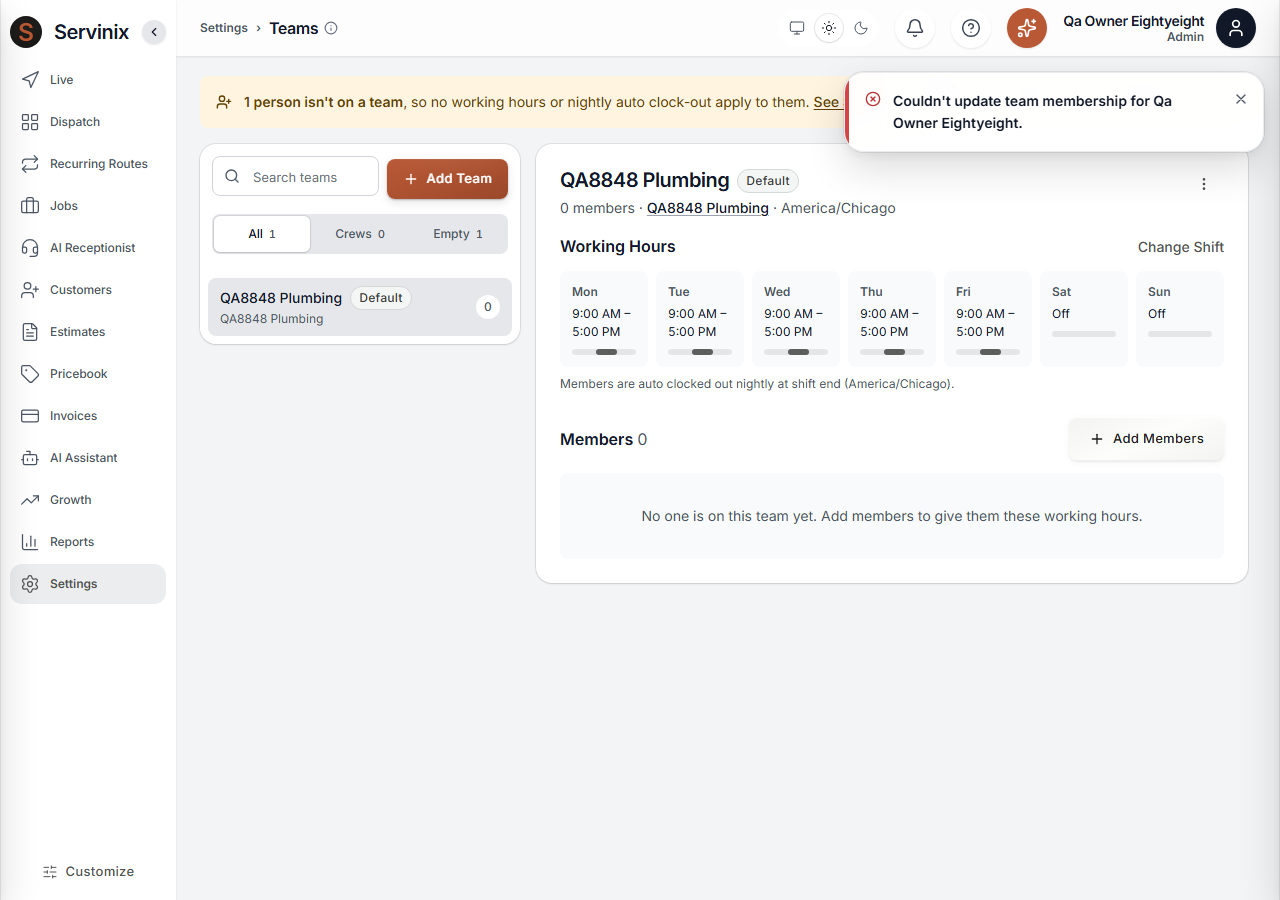 S Servinix
Live
Dispatch
Recurring Routes
Jobs
AI Receptionist
Customers
Estimates
Pricebook
Invoices
AI Assistant
Growth
Reports
Settings
Customize
Settings › Teams
Qa Owner Eightyeight
Admin
1 person isn't on a team, so no working hours or nightly auto clock-out apply to them. See
Couldn't update team membership for Qa
Owner Eightyeight.
Search teams
+ Add Team
All 1 Crews 0 Empty 1
QA8848 Plumbing Default
QA8848 Plumbing
0
QA8848 Plumbing Default
0 members · QA8848 Plumbing · America/Chicago
Working Hours Change Shift
Mon Tue Wed Thu Fri Sat Sun
9:00 AM – 9:00 AM – 9:00 AM – 9:00 AM – 9:00 AM – Off Off
5:00 PM 5:00 PM 5:00 PM 5:00 PM 5:00 PM
Members are auto clocked out nightly at shift end (America/Chicago).
Members 0 + Add Members
No one is on this team yet. Add members to give them these working hours.